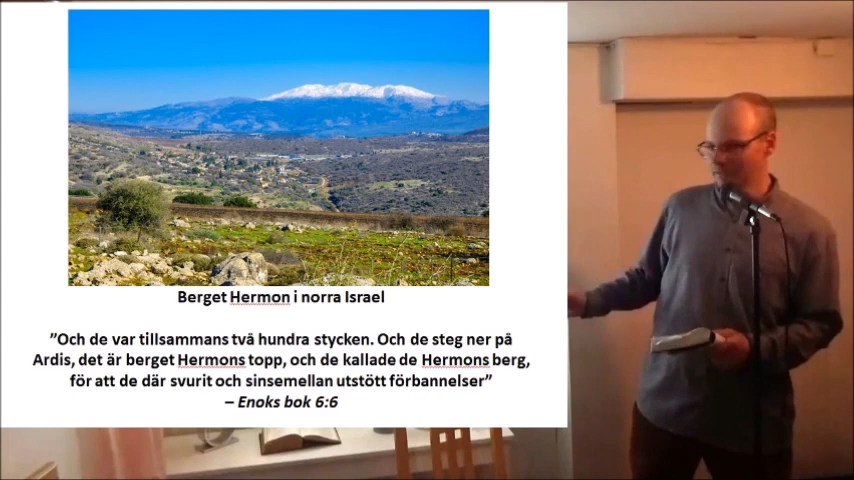 Berget Hermon i norra Israel
”Och de var tillsammans två hundra stycken. Och de steg ner på
Ardis, det är berget Hermons topp, och de kallade de Hermons berg,
för att de där svurit och sinsemellan utstött förbannelser”
– Enoks bok 6:6